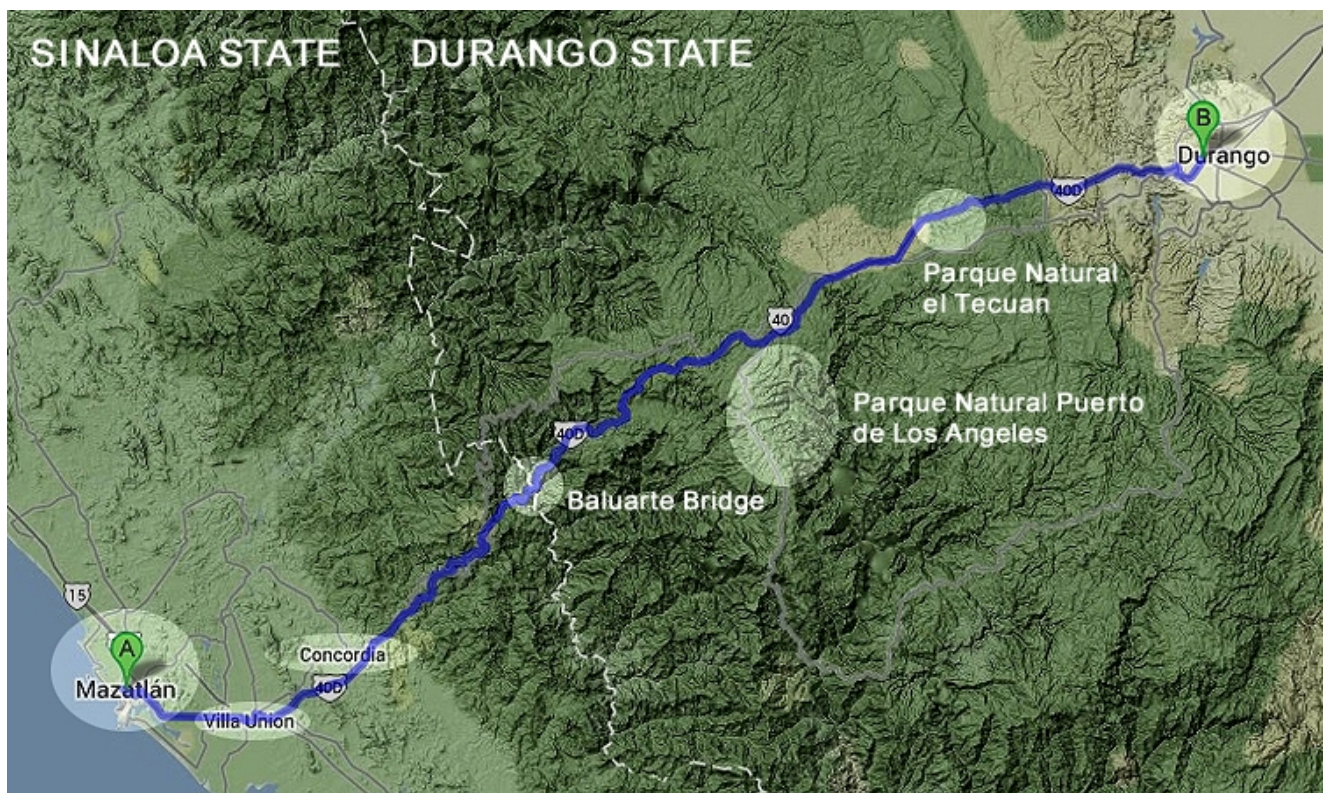 SINALOA STATE
DURANGO STATE
B
Durango
40D
Parque Natural
el Tecuan
40
Parque Natural Puerto
de Los Angeles
40D
Baluarte Bridge
15
A
Concordia
Mazatlán
40D
Villa Union